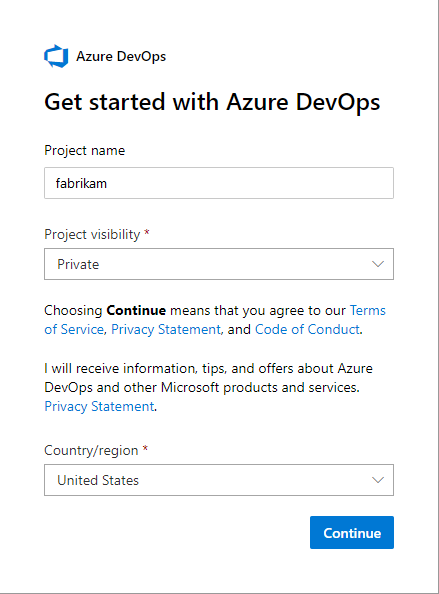 Azure DevOps
Get started with Azure DevOps
Project name
fabrikam
Project visibility *
Private
Choosing Continue means that you agree to our Terms
of Service, Privacy Statement, and Code of Conduct.
I will receive information, tips, and offers about Azure
DevOps and other Microsoft products and services.
Privacy Statement.
Country/region *
United States
Continue